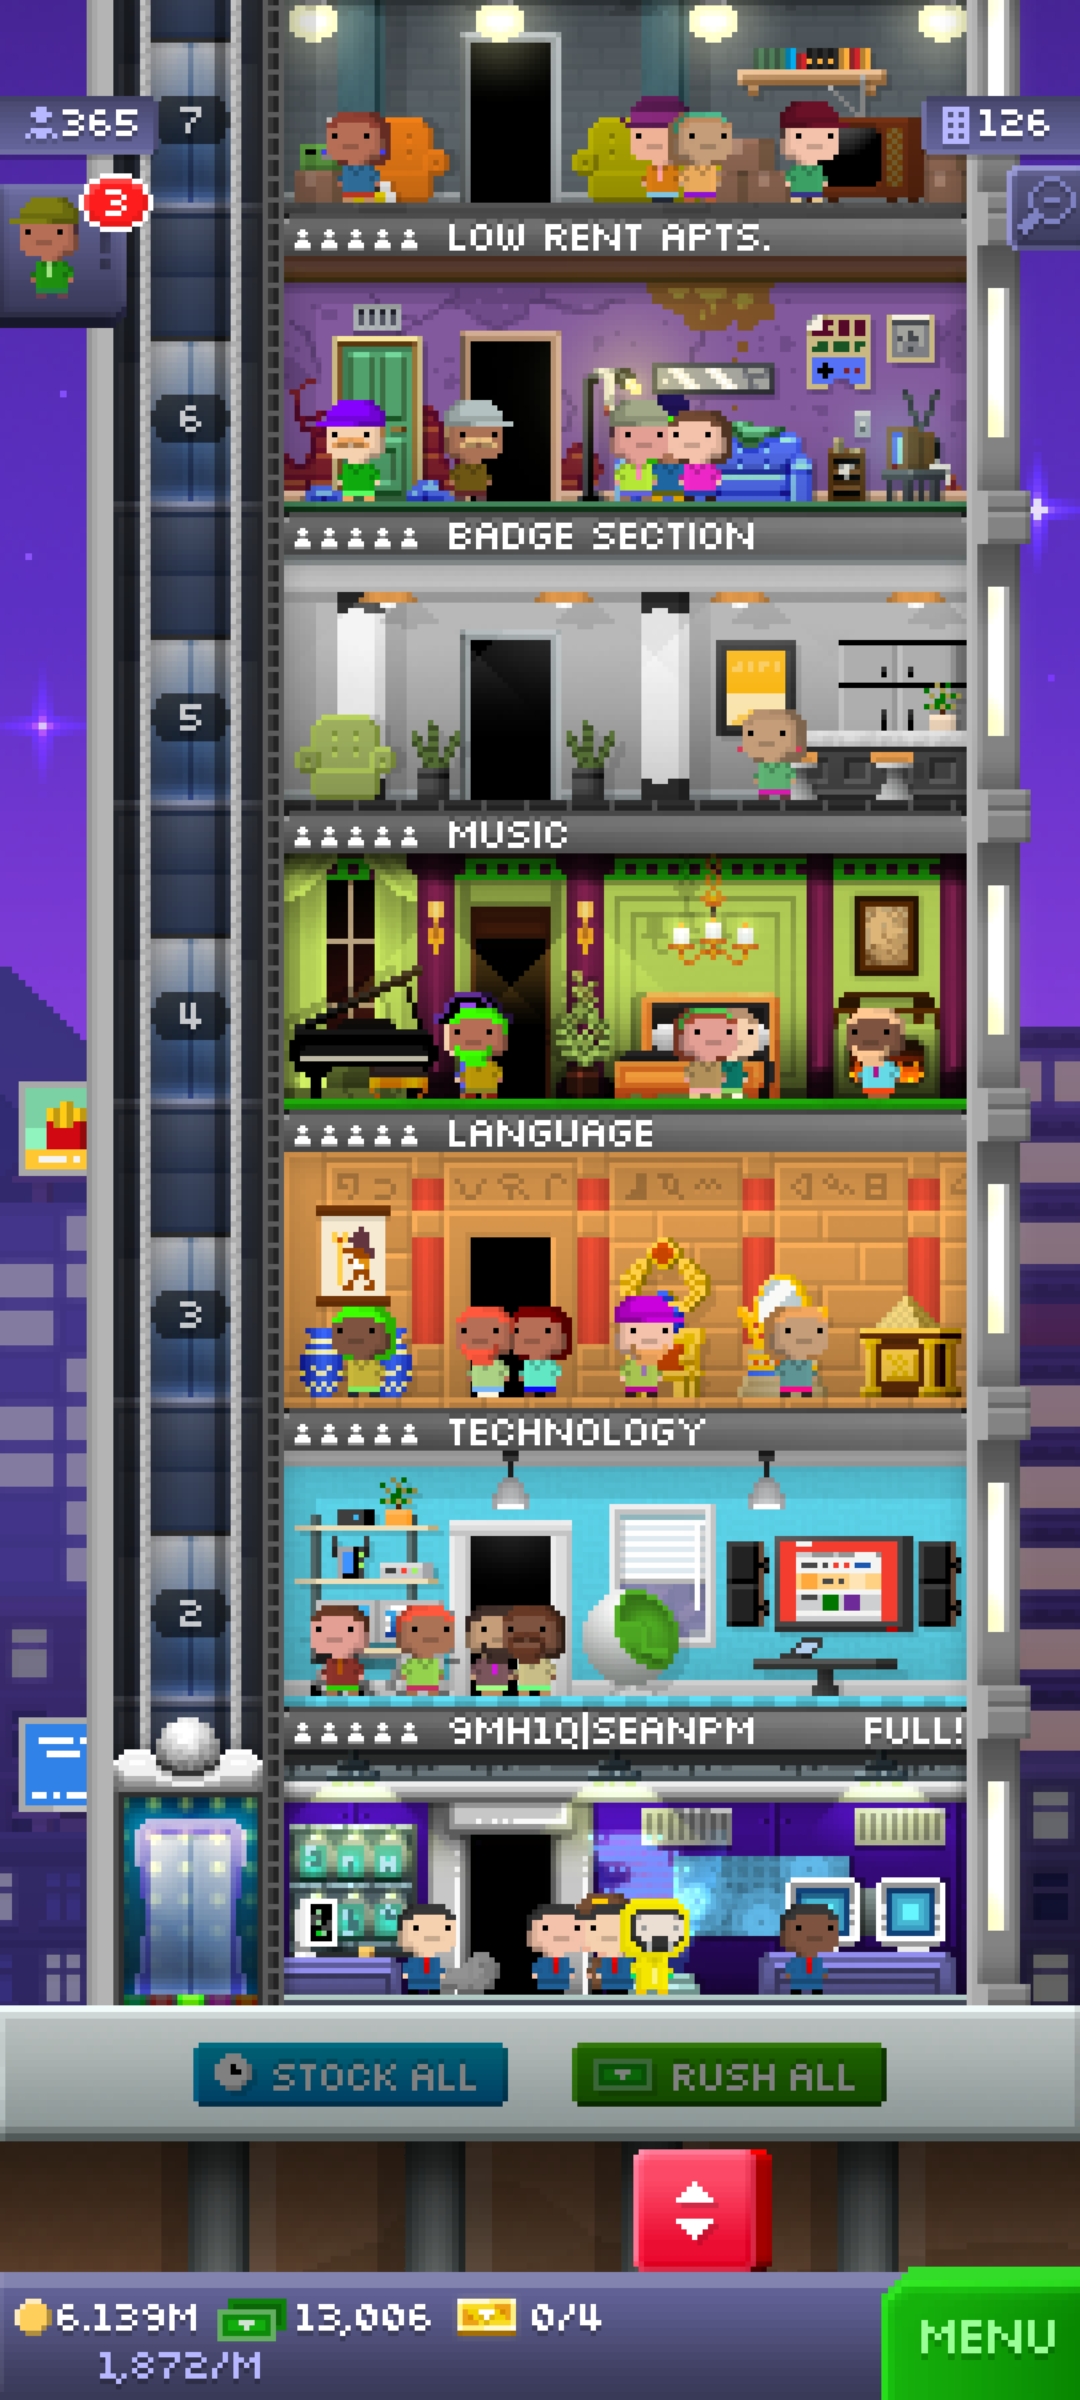 365
7
126
3
LOW RENT APTS.
6
BADGE SECTION
5
MUSIC
4
LANGUAGE
3
TECHNOLOGY
2
9MH1Q|SEANPM FULL!
STOCK ALL
RUSH ALL
6.139M 13,006 0/4
1,872/M
MENU